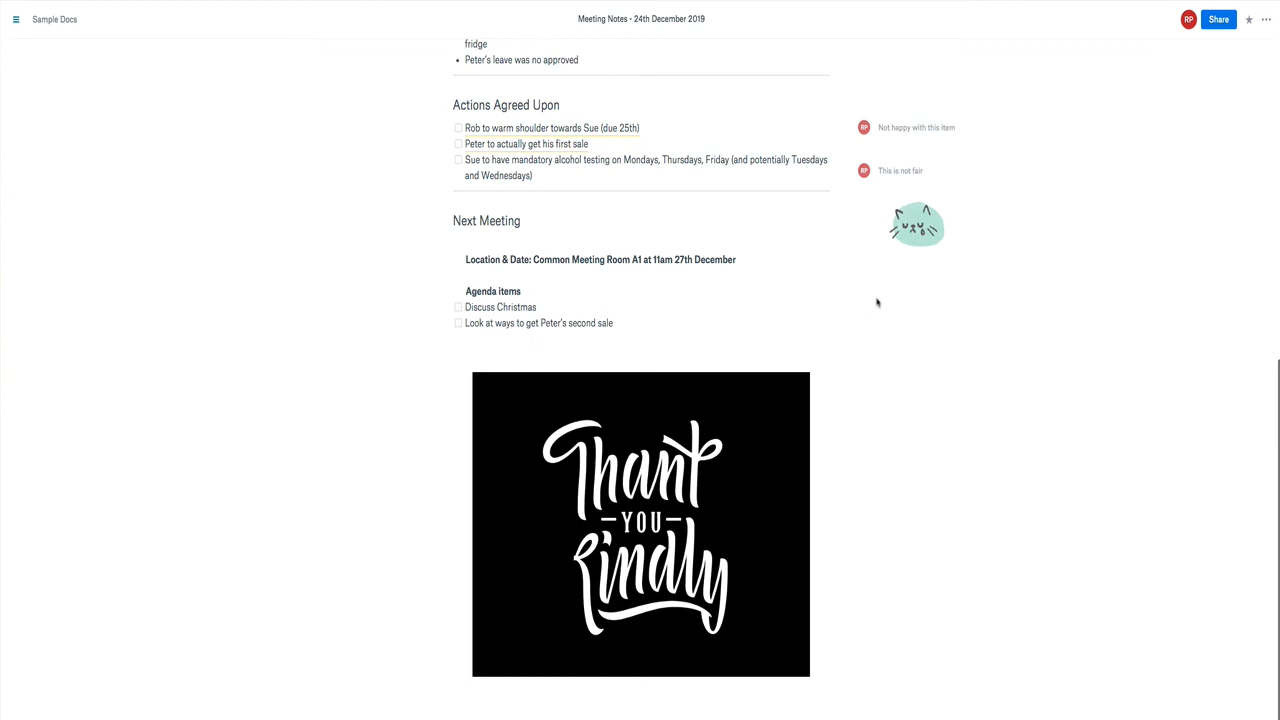 Sample Docs
Meeting Notes - 24th December 2019
RP
Share
fridge
Peter's leave was no approved
Actions Agreed Upon
Rob to warm shoulder towards Sue (due 25th)
RP Not happy with this item
Peter to actually get his first sale
Sue to have mandatory alcohol testing on Mondays, Thursdays, Friday (and potentially Tuesdays
and Wednesdays)
RP This is not fair
Next Meeting
Location & Date: Common Meeting Room A1 at 11am 27th December
Agenda items
Discuss Christmas
Look at ways to get Peter's second sale
Thank
YOU
Kindly